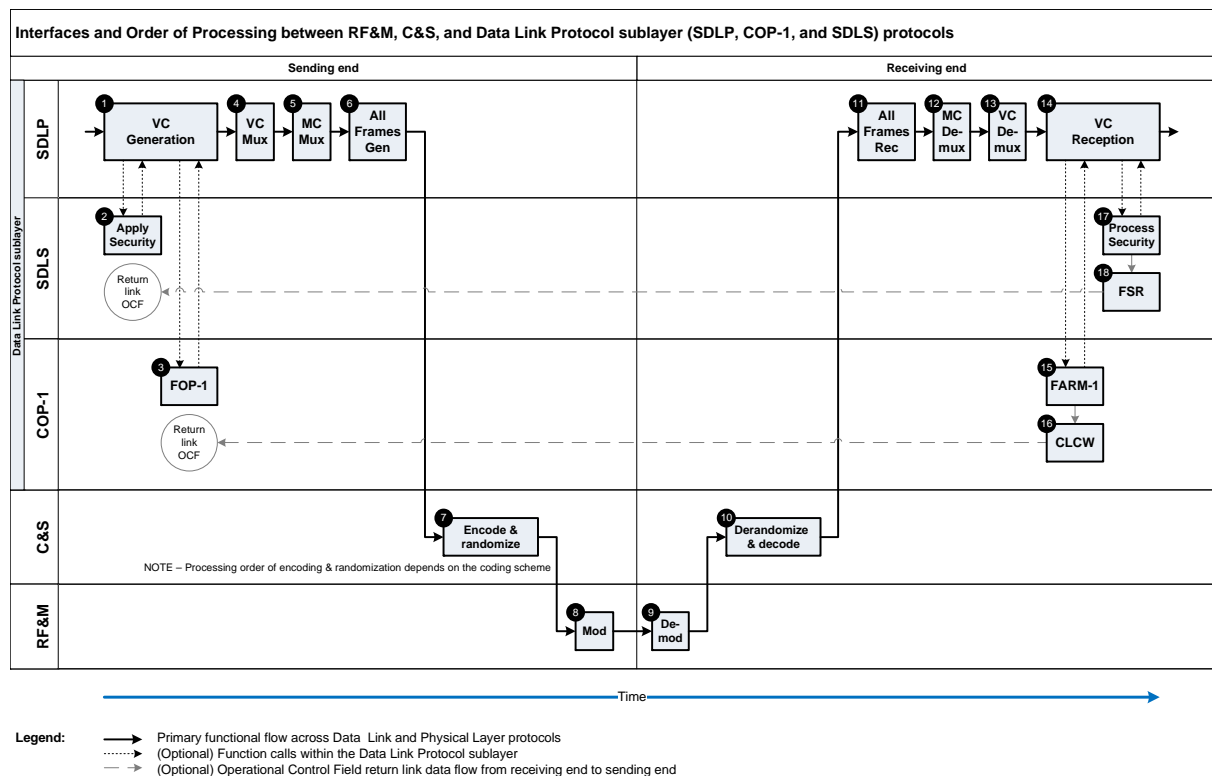 Interfaces and Order of Processing between RF&M, C&S, and Data Link Protocol sublayer (SDLP, COP-1, and SDLS) protocols
Sending end
Receiving end
Data Link Protocol sublayer
SDLP
1
VC
Generation
4
VC
Mux
5
MC
Mux
6
All
Frames
Gen
11
All
Frames
Rec
12
MC
De-
mux
13
VC
De-
mux
14
VC
Reception
SDLS
2
Apply
Security
Return
link
OCF
17
Process
Security
18
FSR
COP-1
3
FOP-1
Return
link
OCF
15
FARM-1
16
CLCW
C&S
7
Encode &
randomize
NOTE – Processing order of encoding & randomization depends on the coding scheme
10
Derandomize
& decode
RF&M
8
Mod
9
De-
mod
Time
Legend:
Primary functional flow across Data Link and Physical Layer protocols
(Optional) Function calls within the Data Link Protocol sublayer
(Optional) Operational Control Field return link data flow from receiving end to sending end